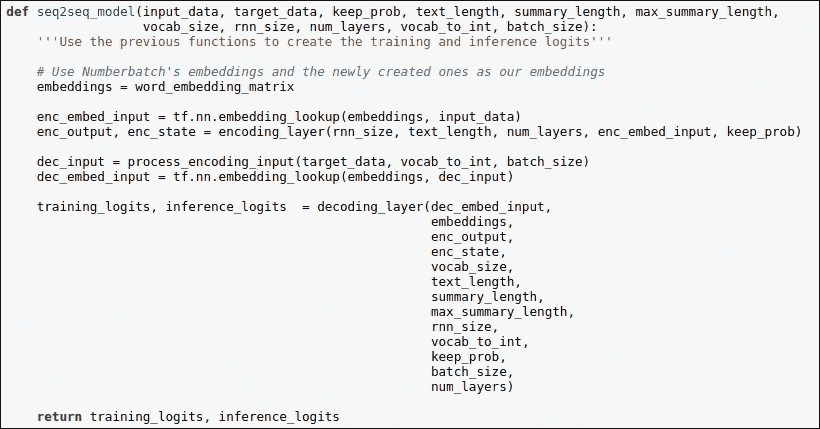 def seq2seq_model(input_data, target_data, keep_prob, text_length, summary_length, max_summary_length,
                  vocab_size, rnn_size, num_layers, vocab_to_int, batch_size):
    '''Use the previous functions to create the training and inference logits'''

    # Use Numberbatch's embeddings and the newly created ones as our embeddings
    embeddings = word_embedding_matrix

    enc_embed_input = tf.nn.embedding_lookup(embeddings, input_data)
    enc_output, enc_state = encoding_layer(rnn_size, text_length, num_layers, enc_embed_input, keep_prob)

    dec_input = process_encoding_input(target_data, vocab_to_int, batch_size)
    dec_embed_input = tf.nn.embedding_lookup(embeddings, dec_input)

    training_logits, inference_logits  = decoding_layer(dec_embed_input,
                                                        embeddings,
                                                        enc_output,
                                                        enc_state,
                                                        vocab_size,
                                                        text_length,
                                                        summary_length,
                                                        max_summary_length,
                                                        rnn_size,
                                                        vocab_to_int,
                                                        keep_prob,
                                                        batch_size,
                                                        num_layers)

    return training_logits, inference_logits